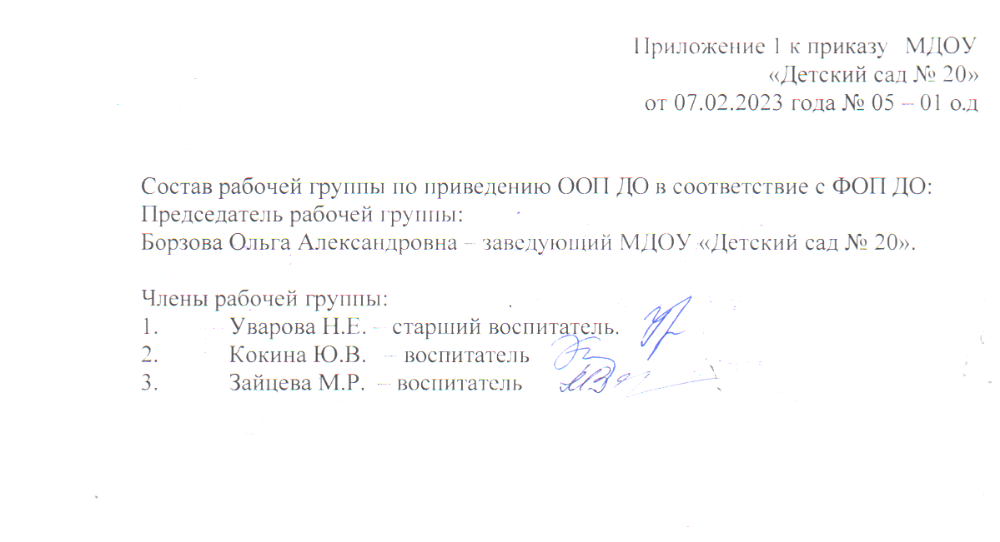 Приложение 1 к приказу МДОУ
«Детский сад № 20»
от 07.02.2023 года № 05 – 01 о.д
Состав рабочей группы по приведению ООП ДО в соответствие с ФОП ДО:
Председатель рабочей группы:
Борзова Ольга Александровна – заведующий МДОУ «Детский сад № 20».
Члены рабочей группы:
1. Уварова Н.Е. – старший воспитатель.
2. Кокина Ю.В. – воспитатель
3. Зайцева М.Р. – воспитатель